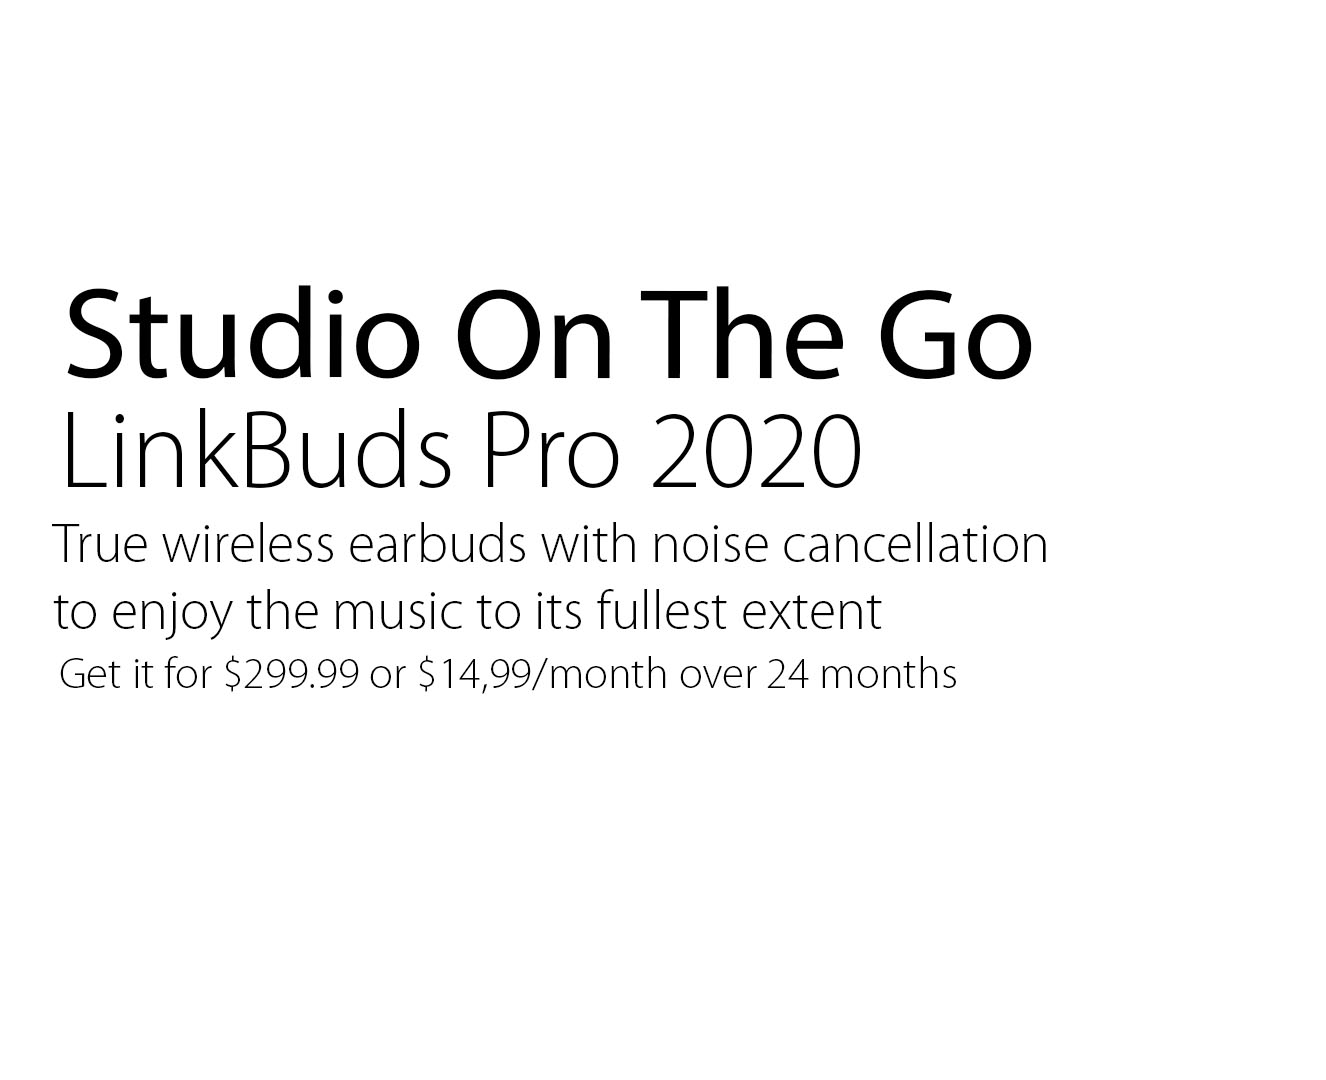 Studio On The Go
LinkBuds Pro 2020
True wireless earbuds with noise cancellation
to enjoy the music to its fullest extent
Get it for $299.99 or $14,99/month over 24 months